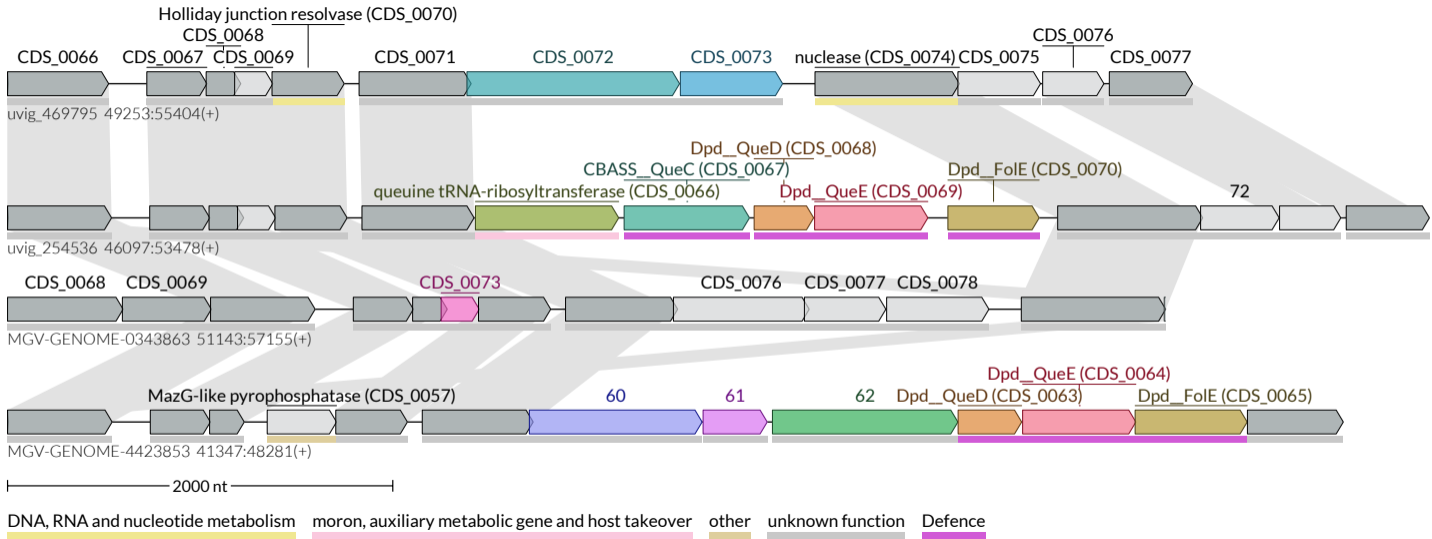 Holliday junction resolvase (CDS_0070)
CDS_0068
CDS_0076
CDS_0066 CDS_0067 CDS_0069 CDS_0071 CDS_0072 CDS_0073 nuclease (CDS_0074) CDS_0075 CDS_0077
uvig_469795 49253:55404(+)
Dpd__QueD (CDS_0068)
CBASS__QueC (CDS_0067) Dpd__FolE (CDS_0070)
queuine tRNA-ribosyltransferase (CDS_0066) Dpd__QueE (CDS_0069) 72
uvig_254536 46097:53478(+)
CDS_0068 CDS_0069 CDS_0073 CDS_0076 CDS_0077 CDS_0078
MGV-GENOME-0343863 51143:57155(+)
Dpd__QueE (CDS_0064)
MazG-like pyrophosphatase (CDS_0057) 60 61 62 Dpd__QueD (CDS_0063) Dpd__FolE (CDS_0065)
MGV-GENOME-4423853 41347:48281(+)
2000 nt
DNA, RNA and nucleotide metabolism moron, auxiliary metabolic gene and host takeover other unknown function Defence